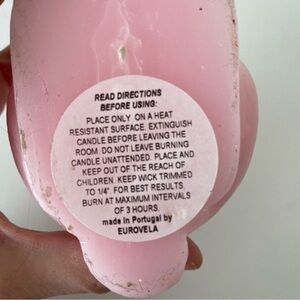 READ DIRECTIONS
BEFORE USING:
PLACE ONLY ON A HEAT
RESISTANT SURFACE. EXTINGUISH
CANDLE BEFORE LEAVING THE
ROOM. DO NOT LEAVE BURNING
CANDLE UNATTENDED. PLACE AND
KEEP OUT OF THE REACH OF
CHILDREN. KEEP WICK TRIMMED
TO 1/4". FOR BEST RESULTS,
BURN AT MAXIMUM INTERVALS
OF 3 HOURS.
made in Portugal by
EUROVELA